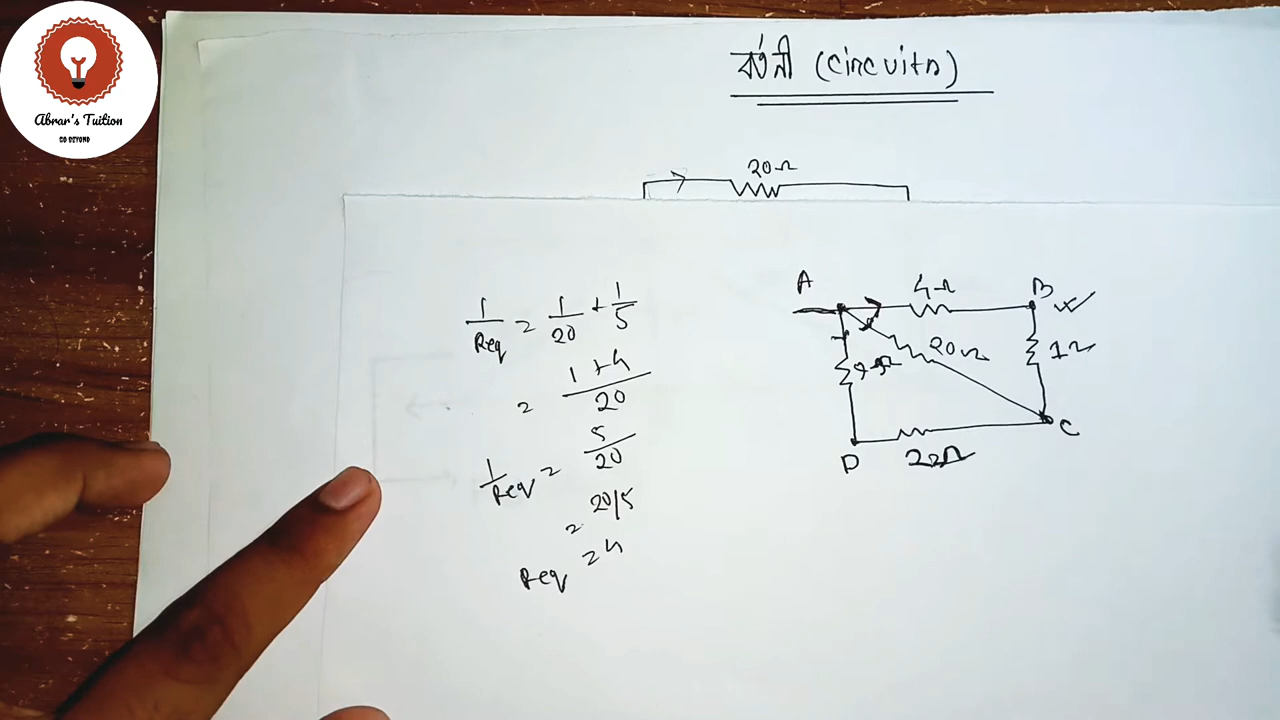 Abrar's Tuition
GO BEYOND
বর্তনী (Circuits)
20Ω
1/Req = 1/20 + 1/5
= 1+4/20
1/Req = 5/20
= 20/5
Req = 4
A
4Ω
B
20Ω
1Ω
C
D